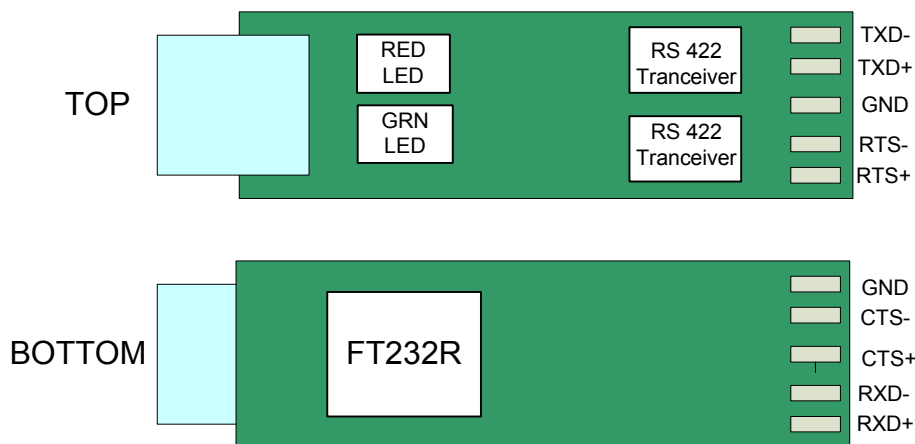 TOP
RED
LED
GRN
LED
RS 422
Tranceiver
RS 422
Tranceiver
TXD-
TXD+
GND
RTS-
RTS+
BOTTOM
FT232R
GND
CTS-
CTS+
RXD-
RXD+